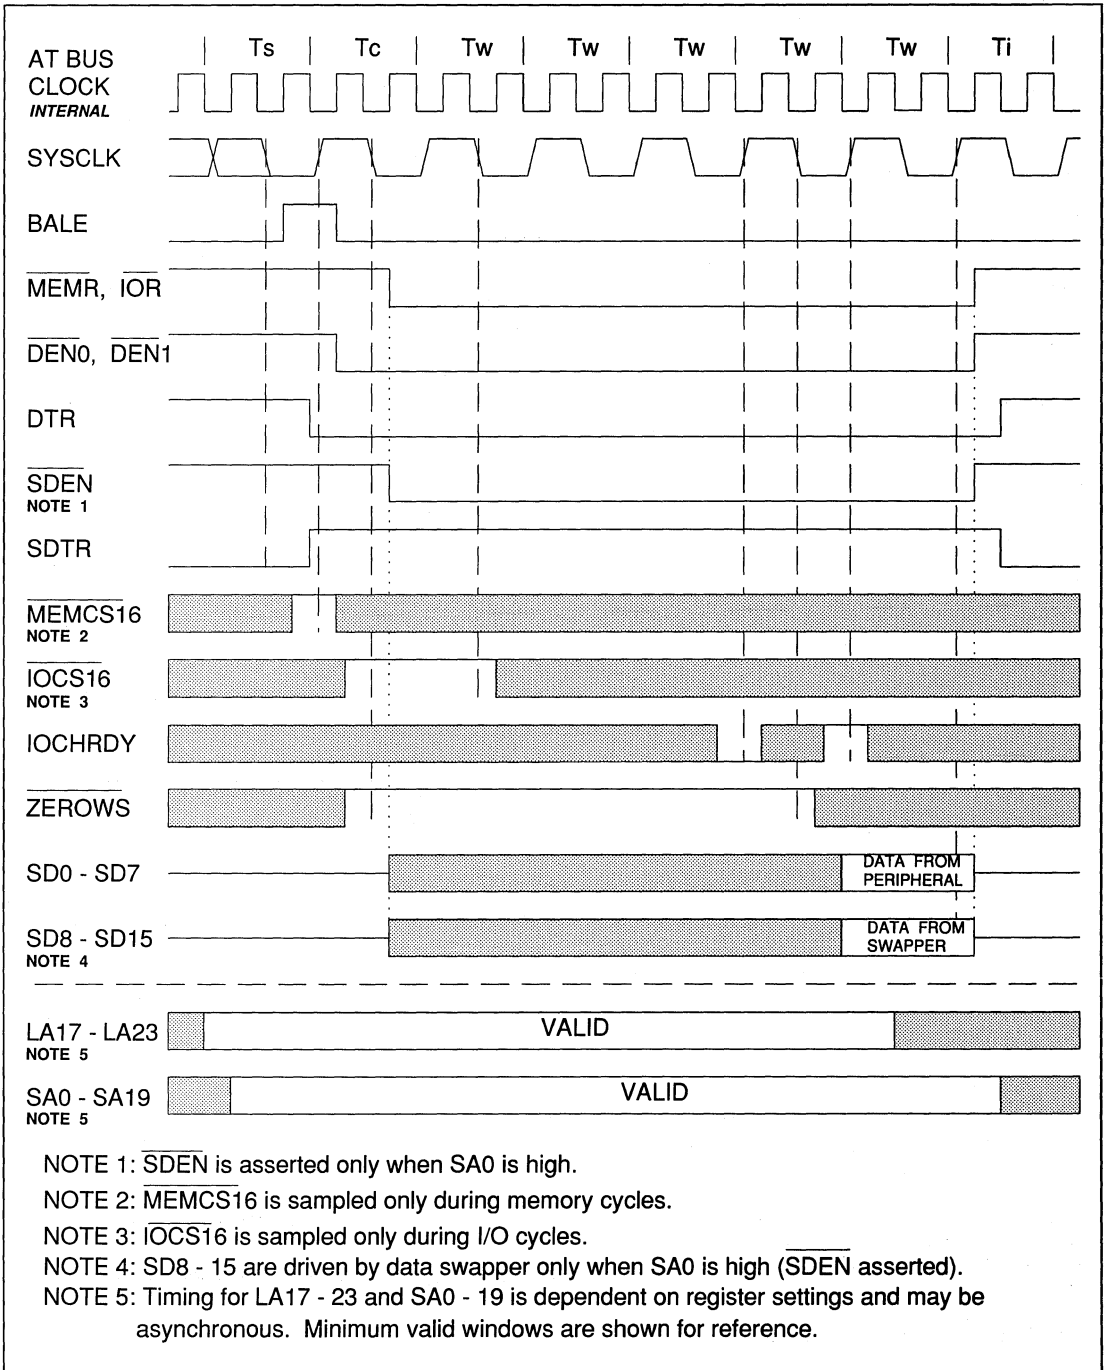 AT BUS CLOCK INTERNAL
Ts Tc Tw Tw Tw Tw Tw Ti
SYSCLK
BALE
MEMR, IOR
DEN0, DEN1
DTR
SDEN
NOTE 1
SDTR
MEMCS16
NOTE 2
IOCS16
NOTE 3
IOCHRDY
ZEROWS
SD0 - SD7
DATA FROM
PERIPHERAL
SD8 - SD15
NOTE 4
DATA FROM
SWAPPER
LA17 - LA23
NOTE 5
VALID
SA0 - SA19
NOTE 5
VALID
NOTE 1: SDEN is asserted only when SA0 is high.
NOTE 2: MEMCS16 is sampled only during memory cycles.
NOTE 3: IOCS16 is sampled only during I/O cycles.
NOTE 4: SD8 - 15 are driven by data swapper only when SA0 is high (SDEN asserted).
NOTE 5: Timing for LA17 - 23 and SA0 - 19 is dependent on register settings and may be
asynchronous. Minimum valid windows are shown for reference.